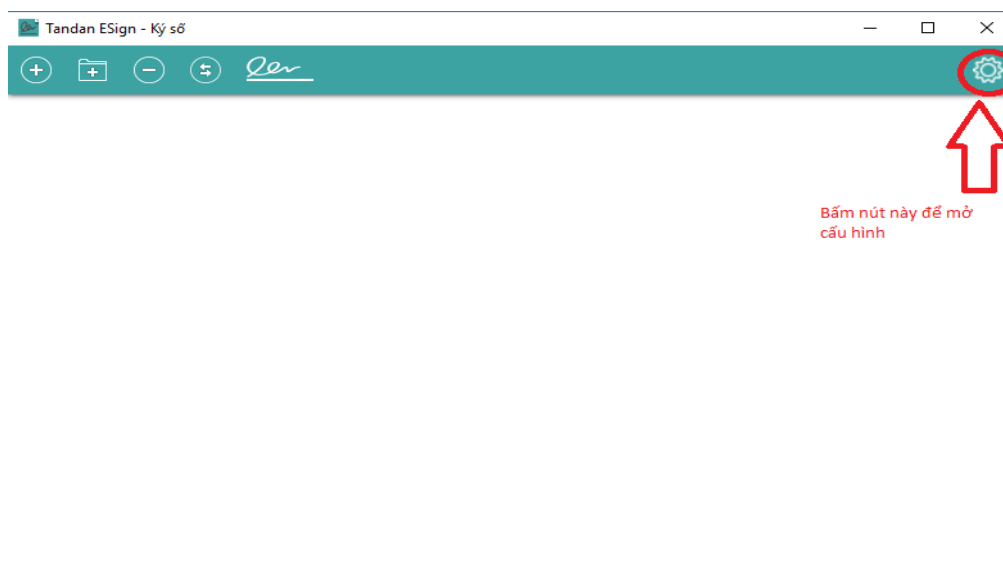 Tandan ESign - Ký số
Bấm nút này để mở
cấu hình